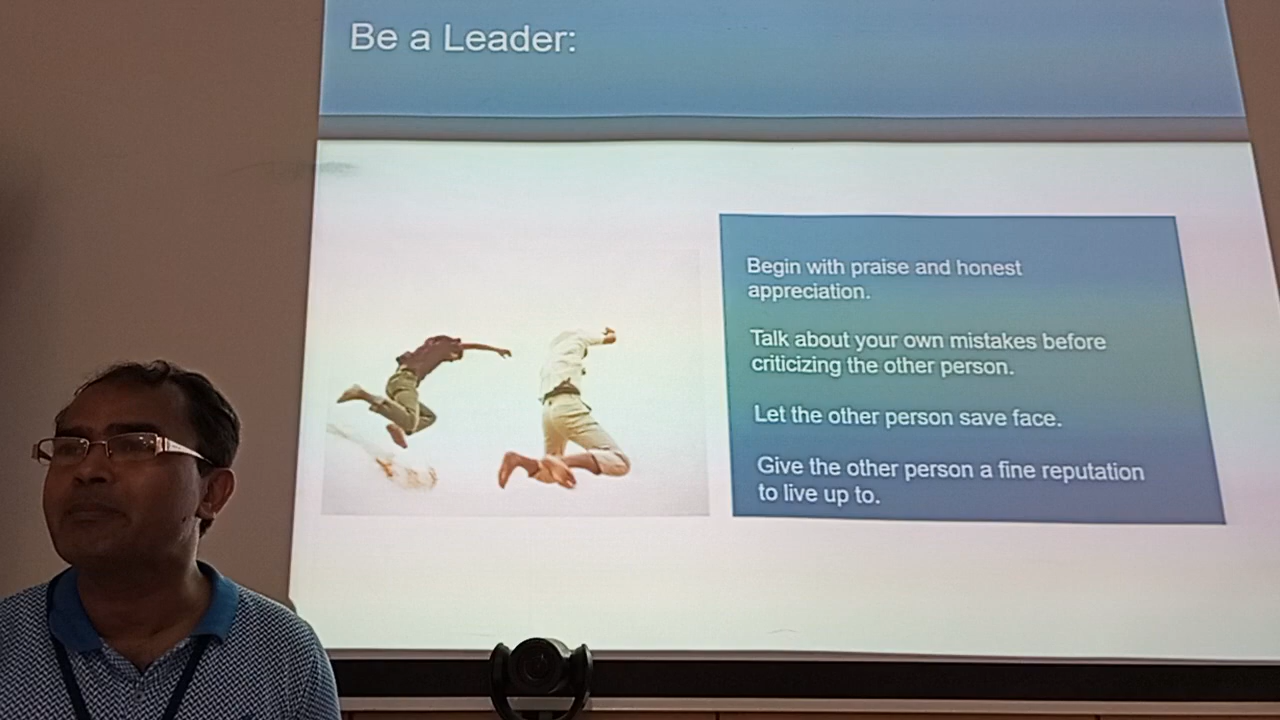 Be a Leader:
Begin with praise and honest
appreciation.
Talk about your own mistakes before
criticizing the other person.
Let the other person save face.
Give the other person a fine reputation
to live up to.